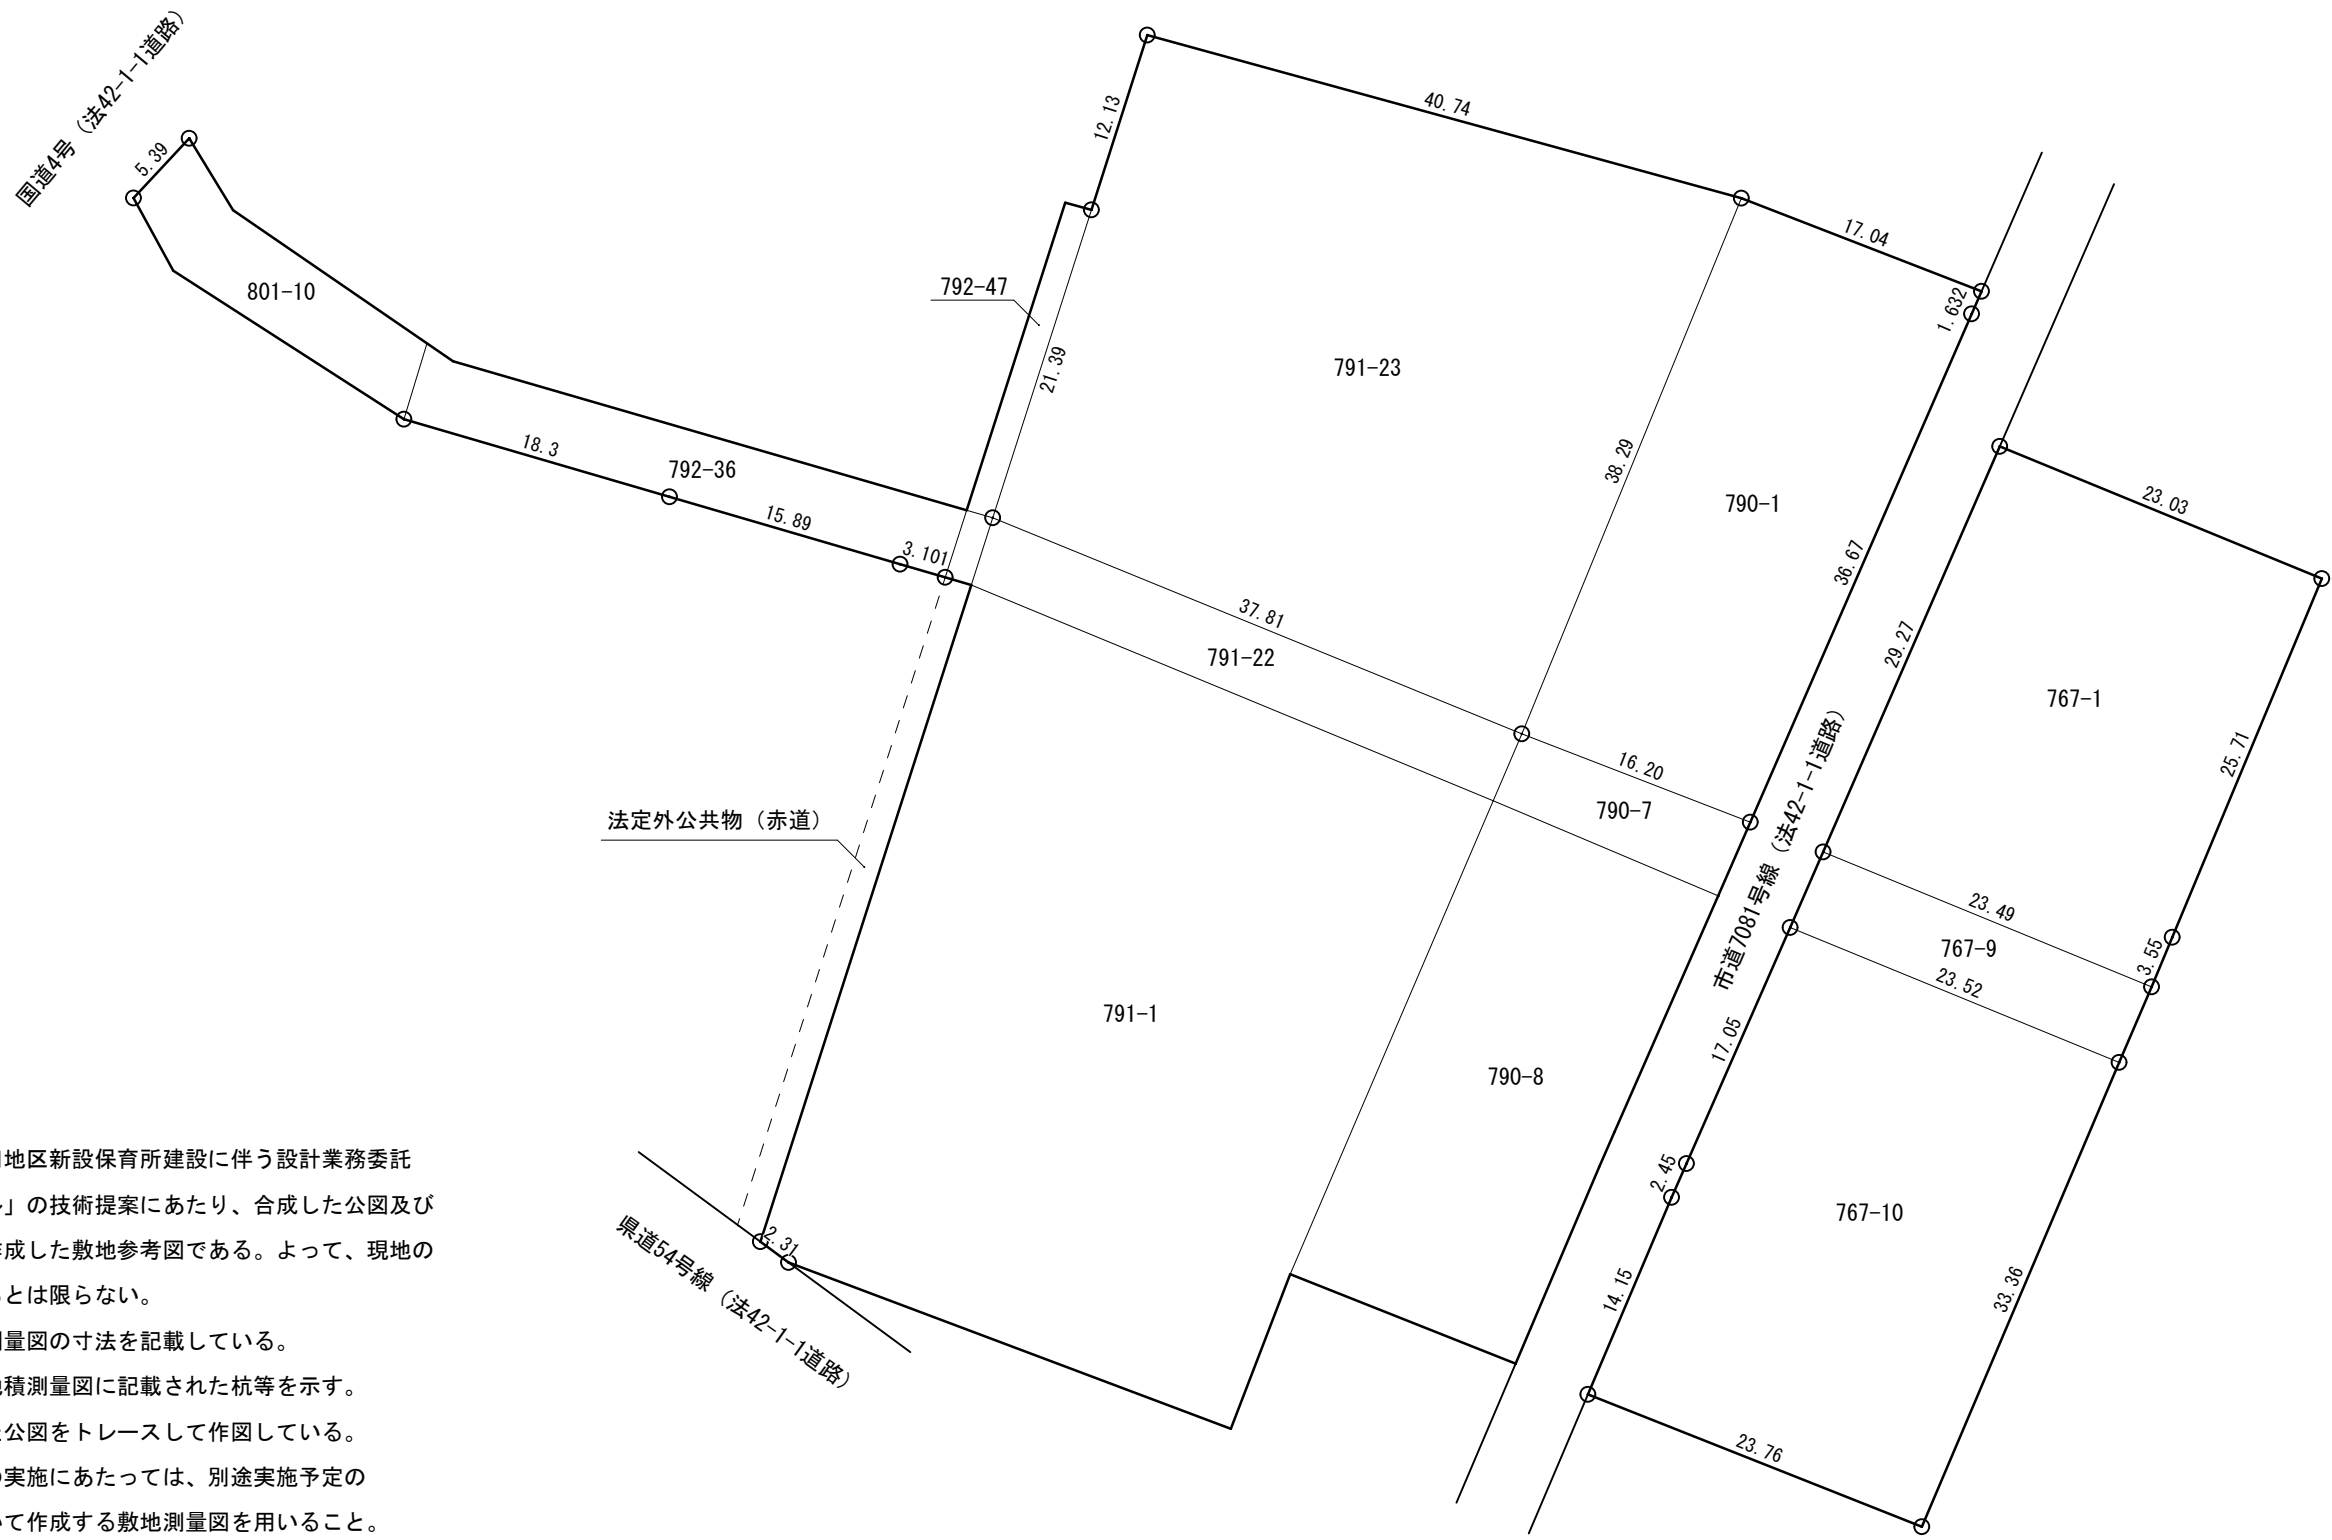 国道4号（法42-1-1道路）
5.39
801-10
12.13
40.74
17.04
1.632
792-47
21.39
791-23
38.29
790-1
36.67
18.3
792-36
15.89
3.101
37.81
791-22
16.20
790-7
23.03
29.27
767-1
25.71
市道7081号線（法42-1-1道路）
23.49
767-9
3.55
23.52
法定外公共物（赤道）
791-1
790-8
17.05
2.45
767-10
14.15
33.36
23.76
2.31
県道54号線（法42-1-1道路）
地区新設保育所建設に伴う設計業務委託
」の技術提案にあたり、合成した公図及び
成した敷地参考図である。よって、現地の
とは限らない。
量図の寸法を記載している。
積測量図に記載された杭等を示す。
公図をトレースして作図している。
実施にあたっては、別途実施予定の
て作成する敷地測量図を用いること。